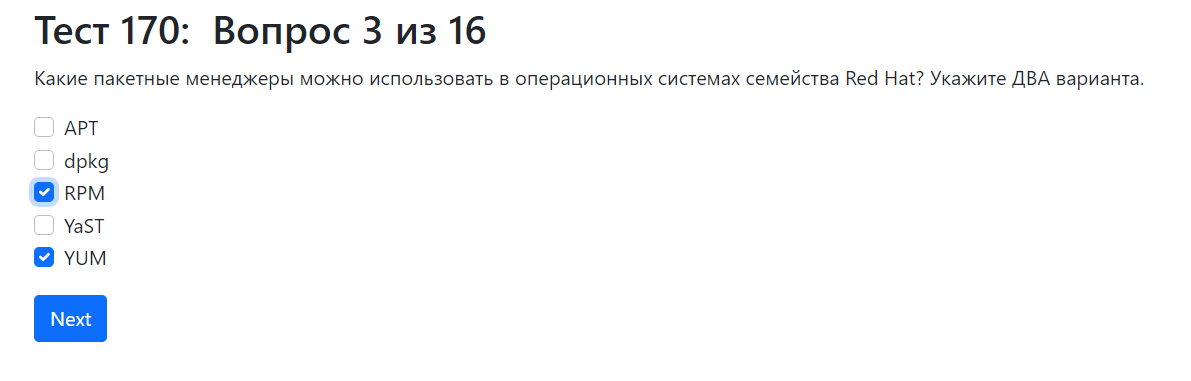 Тест 170: Вопрос 3 из 16
Какие пакетные менеджеры можно использовать в операционных системах семейства Red Hat? Укажите ДВА варианта.
APT
dpkg
RPM
YaST
YUM
Next